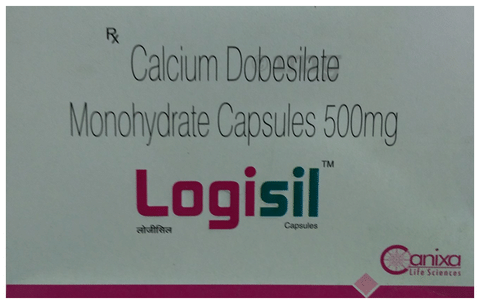 Rx
Calcium Dobesilate
Monohydrate Capsules 500mg
Logisil™
लोजीसिल
Capsules
Canixa
Life Sciences